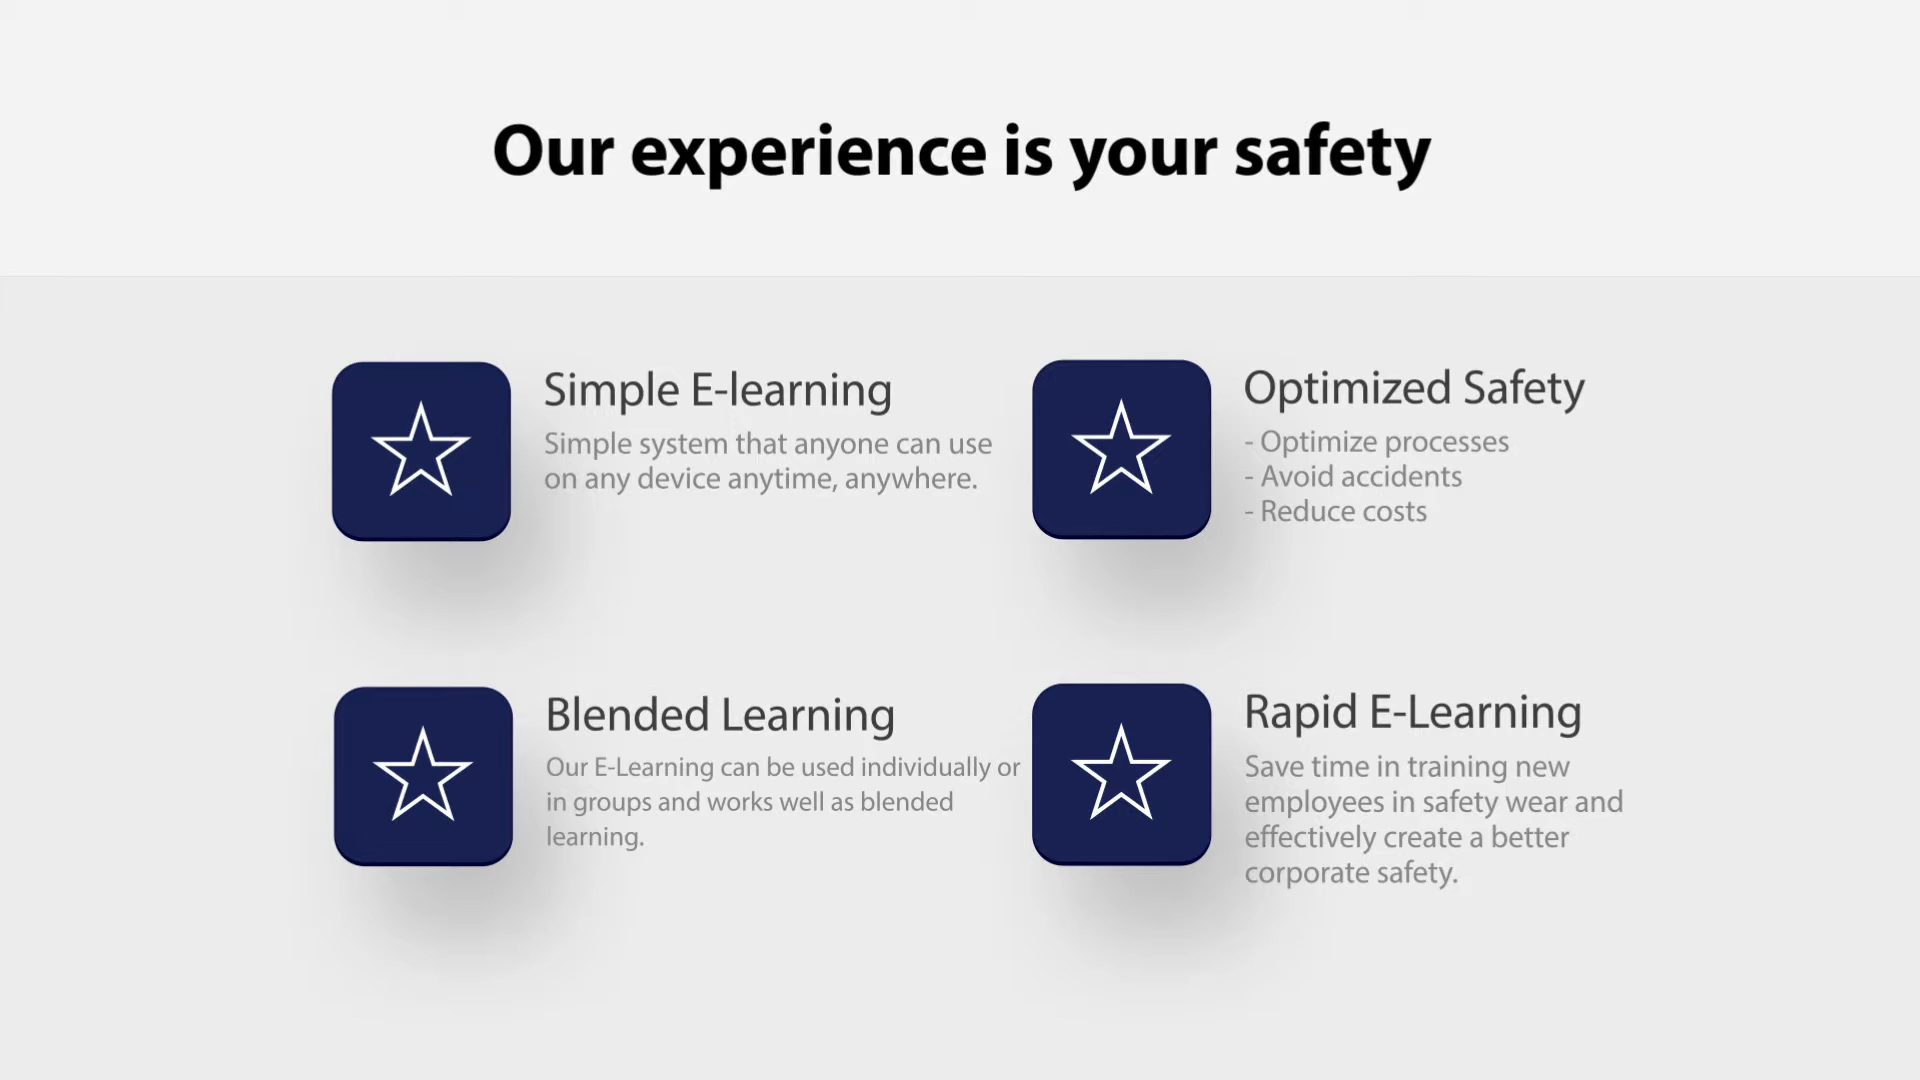 Our experience is your safety
Simple E-learning
Simple system that anyone can use
on any device anytime, anywhere.
Optimized Safety
- Optimize processes
- Avoid accidents
- Reduce costs
Blended Learning
Our E-Learning can be used individually or
in groups and works well as blended
learning.
Rapid E-Learning
Save time in training new
employees in safety wear and
effectively create a better
corporate safety.